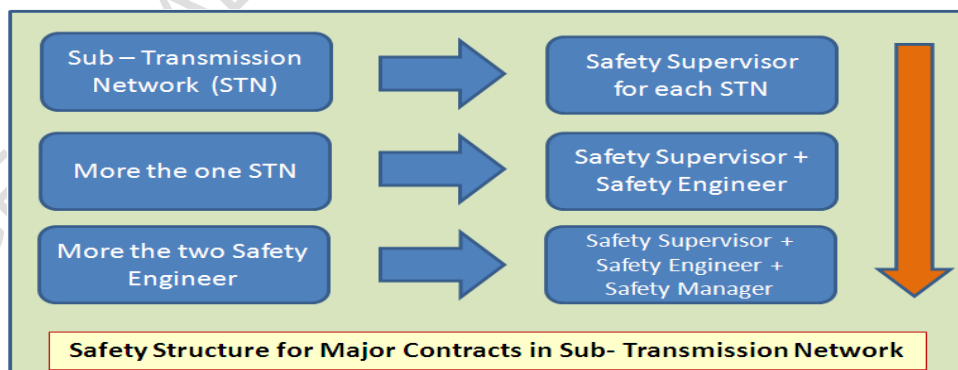 Sub – Transmission
Network (STN)
Safety Supervisor
for each STN
More the one STN
Safety Supervisor +
Safety Engineer
More the two Safety
Engineer
Safety Supervisor +
Safety Engineer +
Safety Manager
Safety Structure for Major Contracts in Sub- Transmission Network